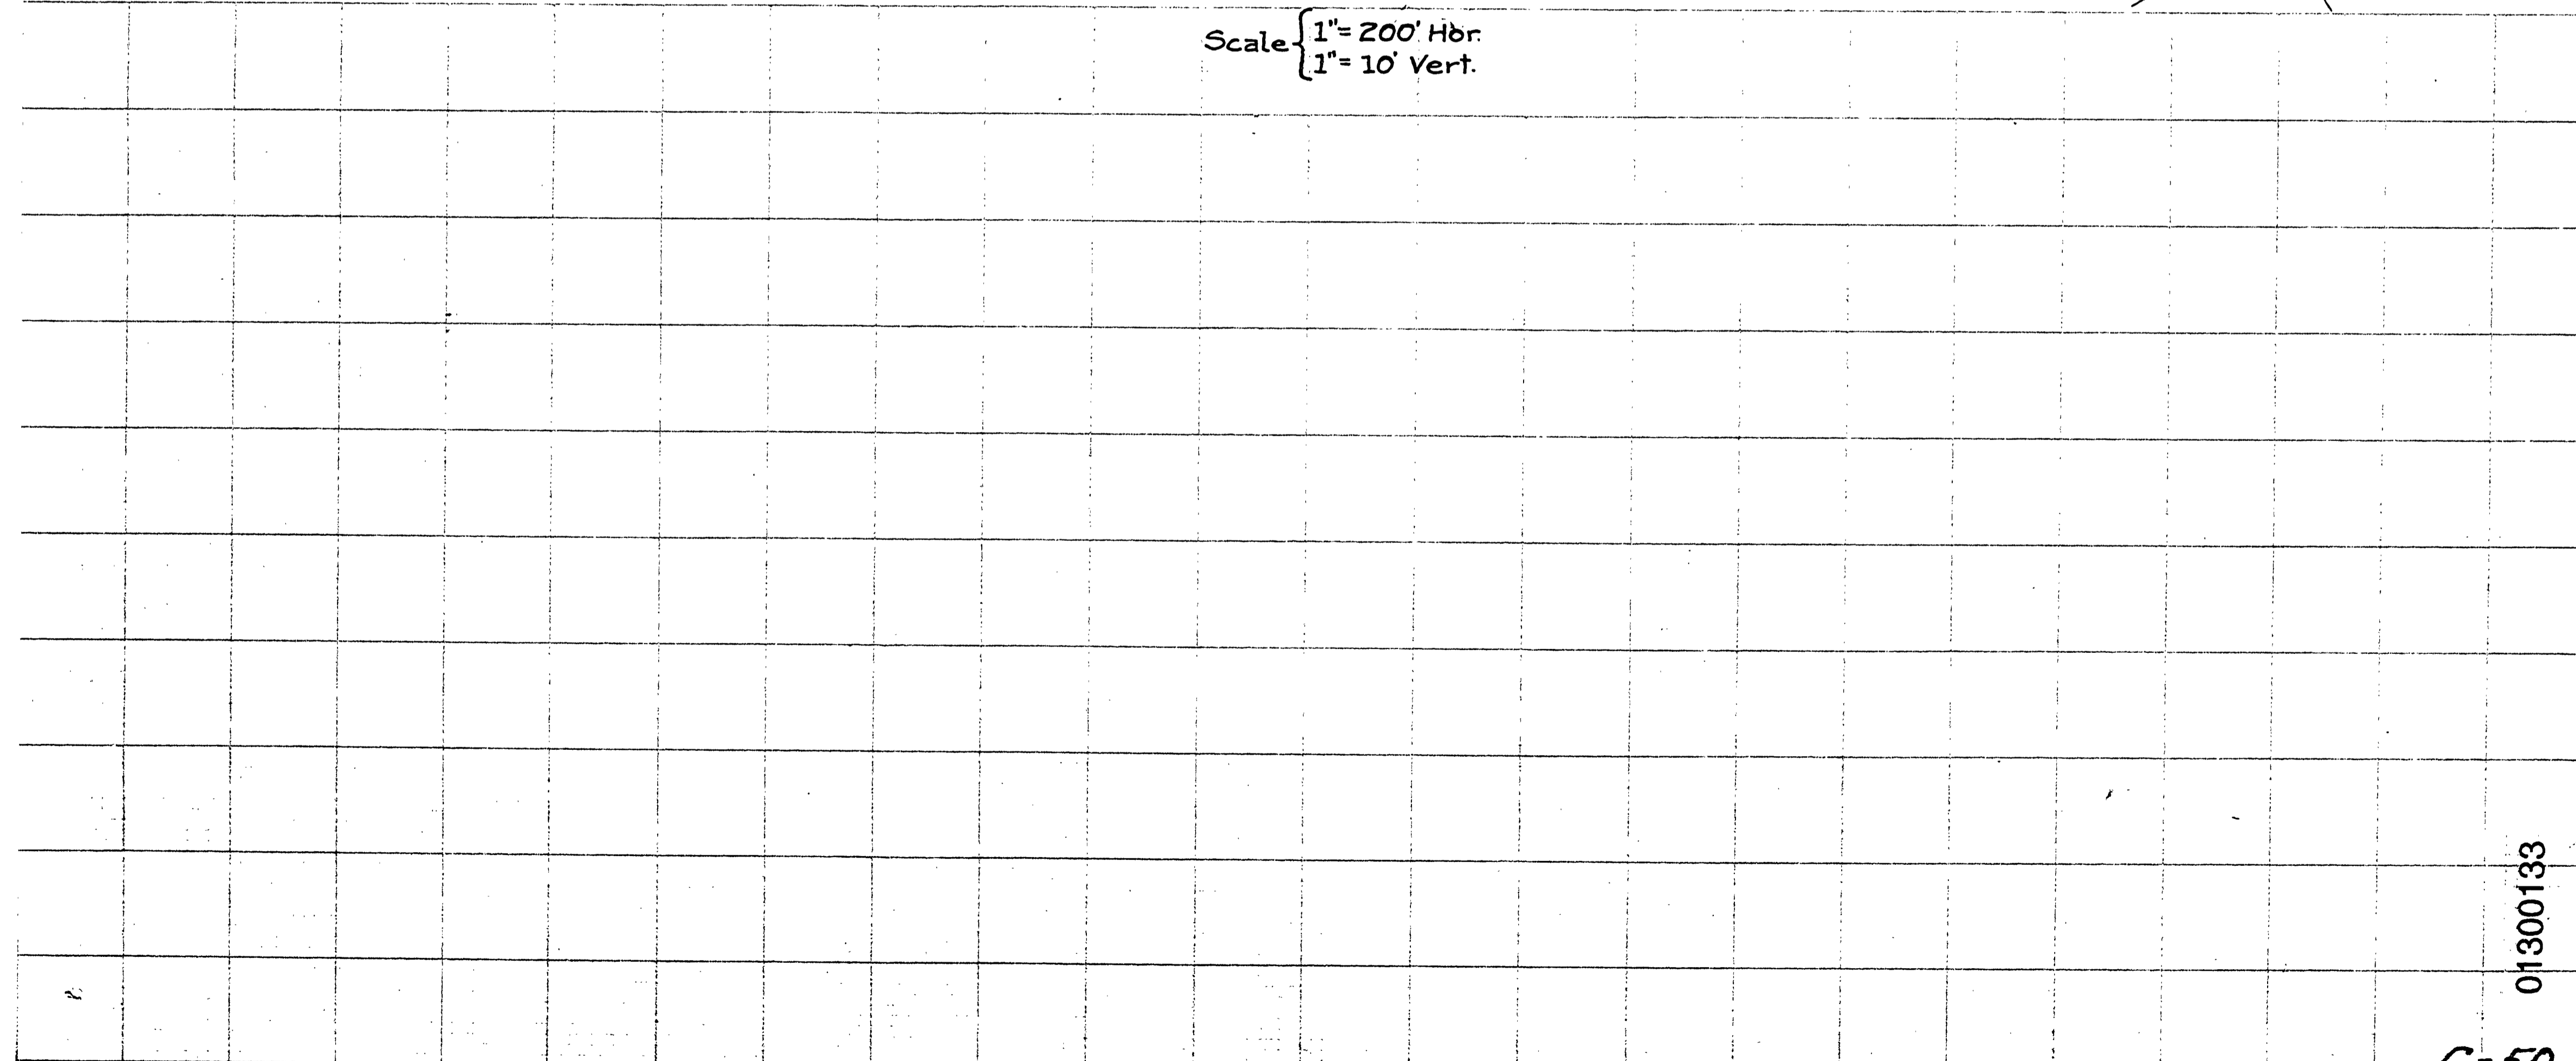 Scale { 1"= 200' Hor.
1"= 10' Vert.
01300133